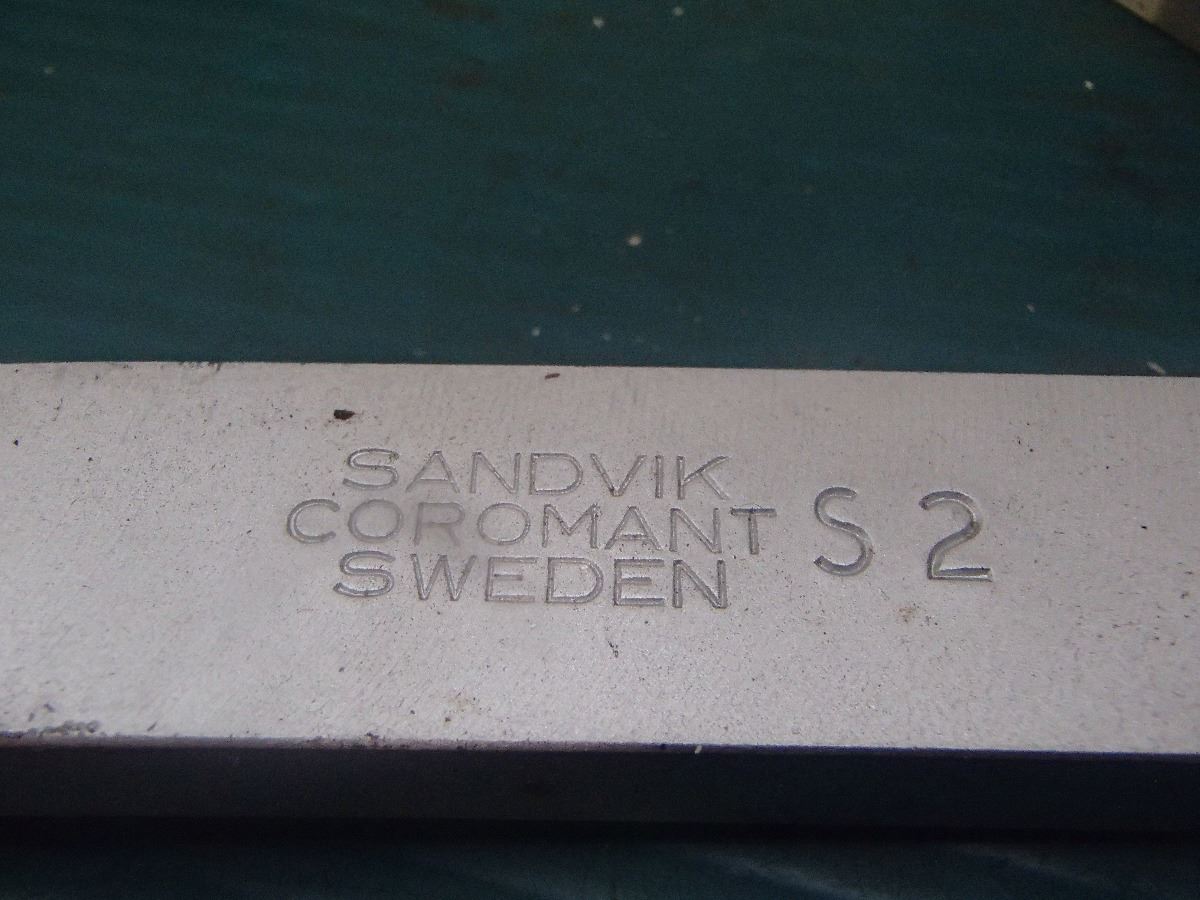 SANDVIK
COROMANT
SWEDEN
S 2